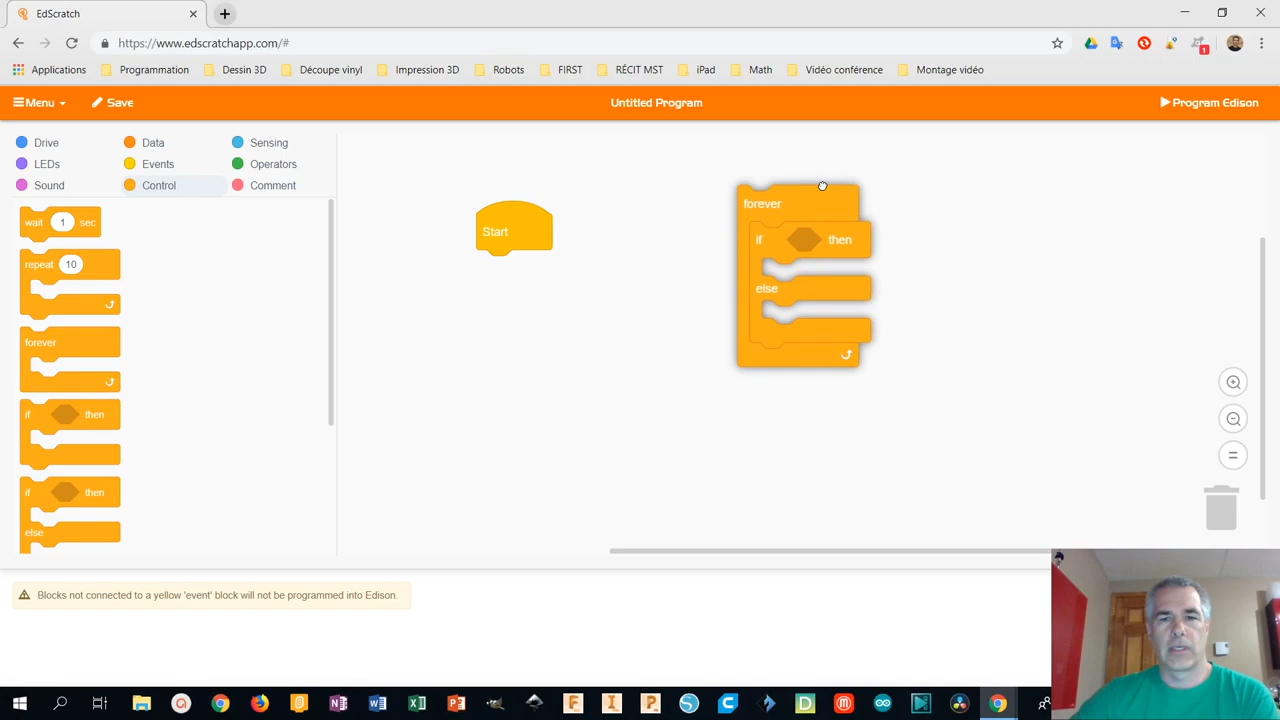 EdScratch
https://www.edscratchapp.com/#
1
Applications Programmation Dessin 3D Découpe vinyl Impression 3D Robots FIRST RÉCIT MST iPad Math Vidéo conférence Montage vidéo
Menu Save Untitled Program Program Edison
Drive Data Sensing
LEDs Events Operators
Sound Control Comment
wait 1 sec
repeat 10
forever
if then
if then
else
Start
forever
if then
else
Blocks not connected to a yellow 'event' block will not be programmed into Edison.